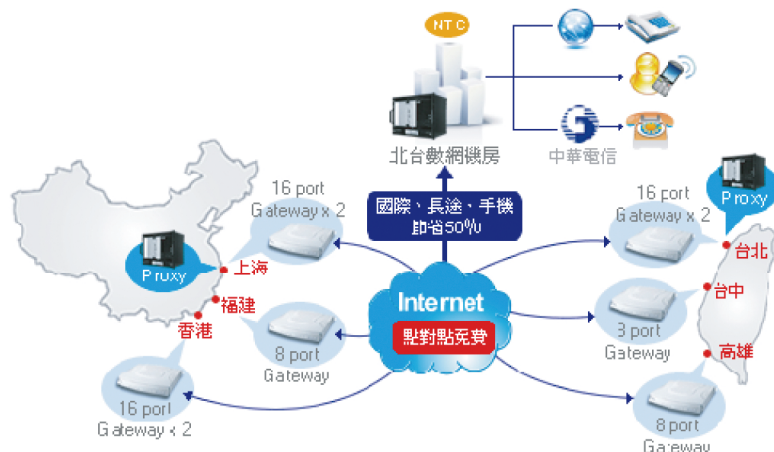 NTC
北台數網機房
中華電信
國際、長途、手機
節省50%
16 port
Gateway x 2
Proxy
上海
福建
香港
8 port
Gateway
16 port
Gateway x 2
Internet
點對點免費
16 port
Gateway x 2
Proxy
台北
台中
8 port
Gateway
高雄
8 port
Gateway